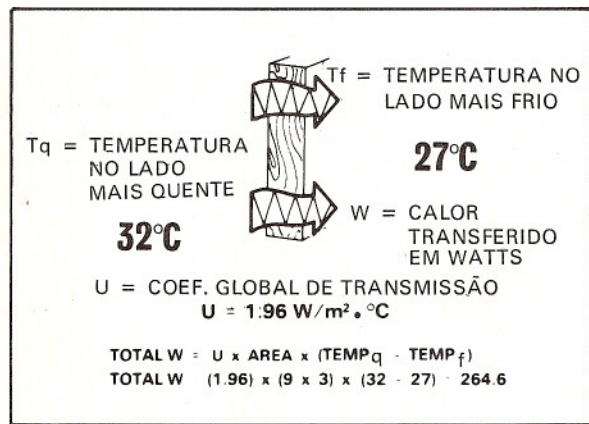 Tf = TEMPERATURA NO
LADO MAIS FRIO
27°C
Tq = TEMPERATURA
NO LADO
MAIS QUENTE
32°C
W = CALOR
TRANSFERIDO
EM WATTS
U = COEF. GLOBAL DE TRANSMISSÃO
U = 1.96 W/m² • °C
TOTAL W = U x AREA x (TEMPq - TEMPf)
TOTAL W (1.96) x (9 x 3) x (32 - 27) - 264.6